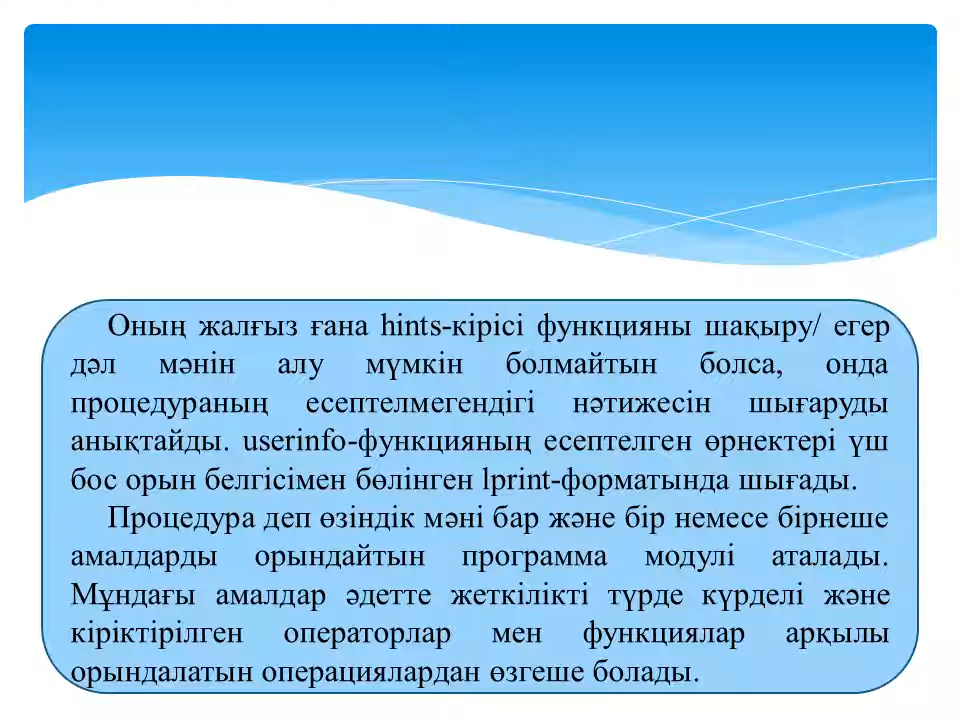 Оның жалғыз ғана hints-кірісі функцияны шақыру/ егер
дәл мәнін алу мүмкін болмайтын болса, онда
процедураның есептелмегендігі нәтижесін шығаруды
анықтайды. userinfo-функцияның есептелген өрнектері үш
бос орын белгісімен бөлінген lprint-форматында шығады.
Процедура деп өзіндік мәні бар және бір немесе бірнеше
амалдарды орындайтын программа модулі аталады.
Мұндағы амалдар әдетте жеткілікті түрде күрделі және
кіріктірілген операторлар мен функциялар арқылы
орындалатын операциялардан өзгеше болады.